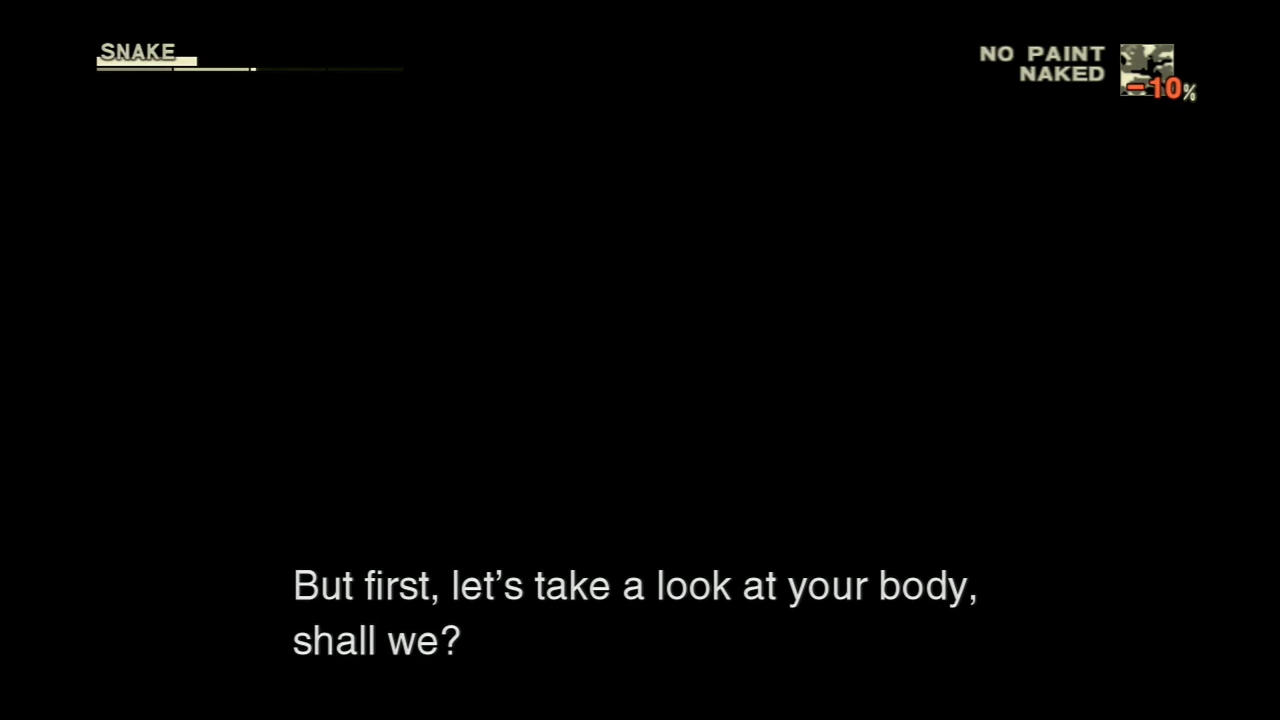 SNAKE
NO PAINT
NAKED
-10%
But first, let’s take a look at your body,
shall we?